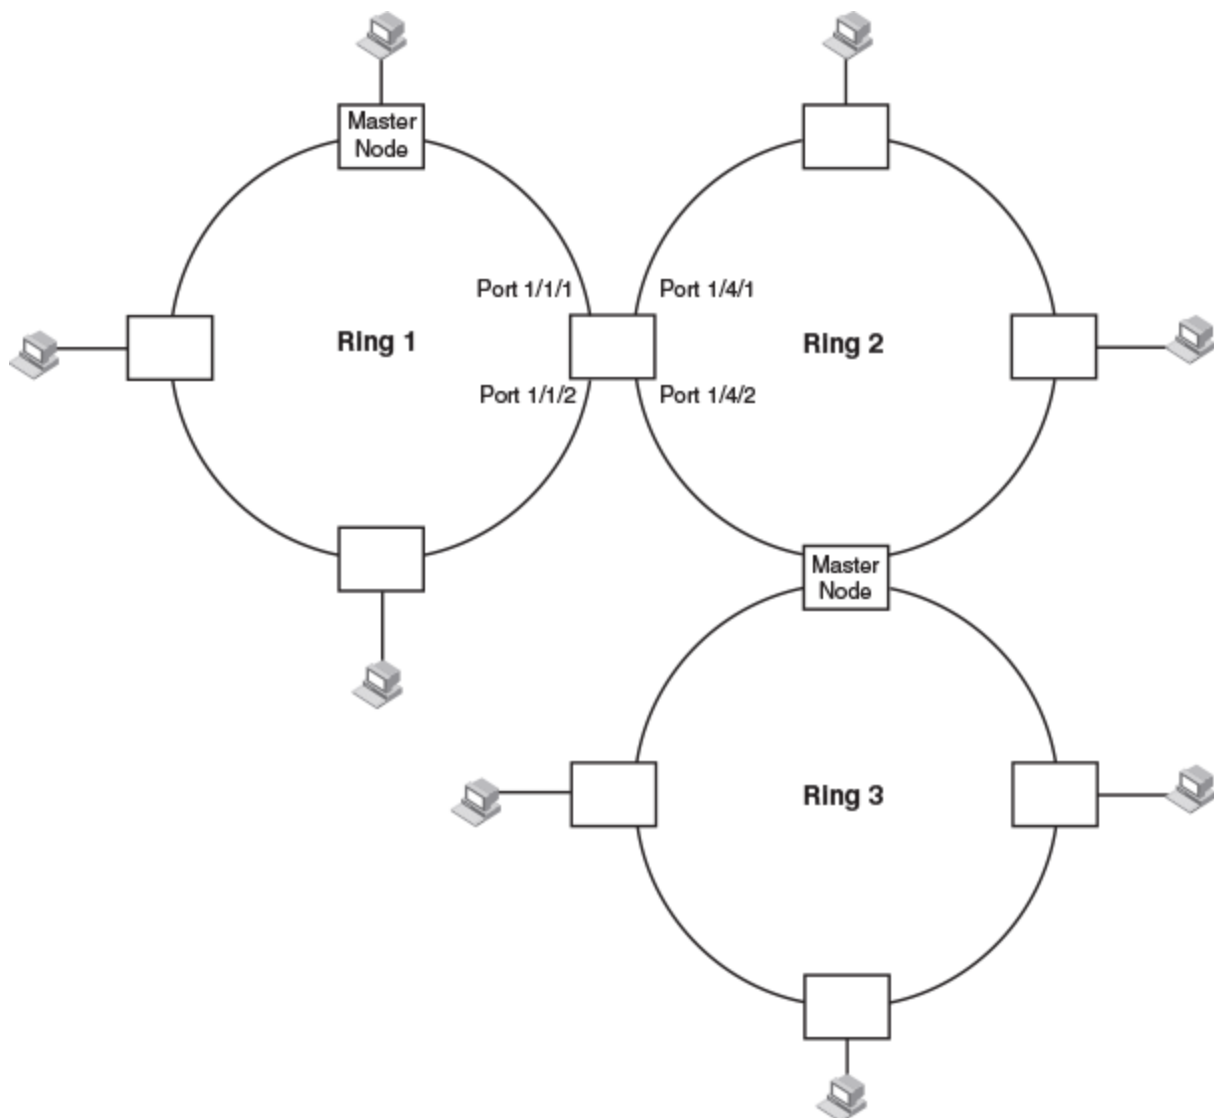 Master
Node
Port 1/1/1
Port 1/4/1
Ring 1
Ring 2
Port 1/1/2
Port 1/4/2
Master
Node
Ring 3